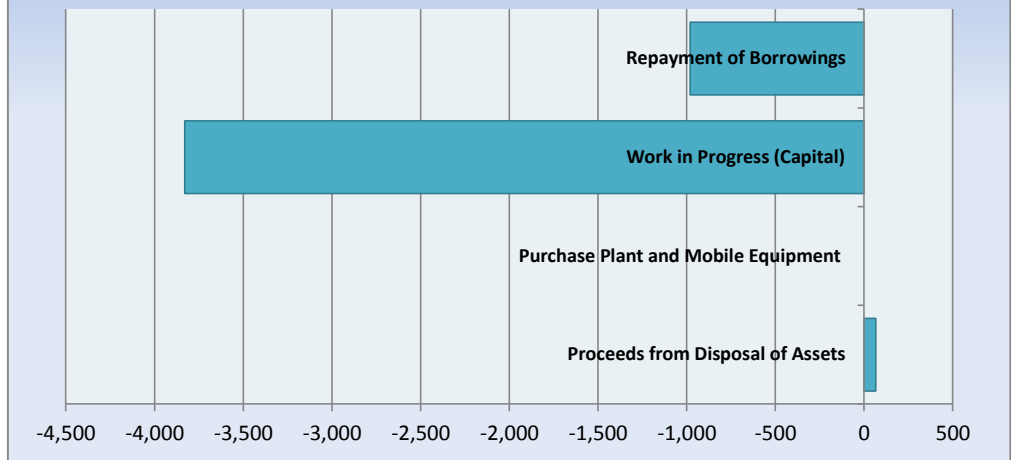 Repayment of Borrowings
Work in Progress (Capital)
Purchase Plant and Mobile Equipment
Proceeds from Disposal of Assets
-4,500 -4,000 -3,500 -3,000 -2,500 -2,000 -1,500 -1,000 -500 0 500